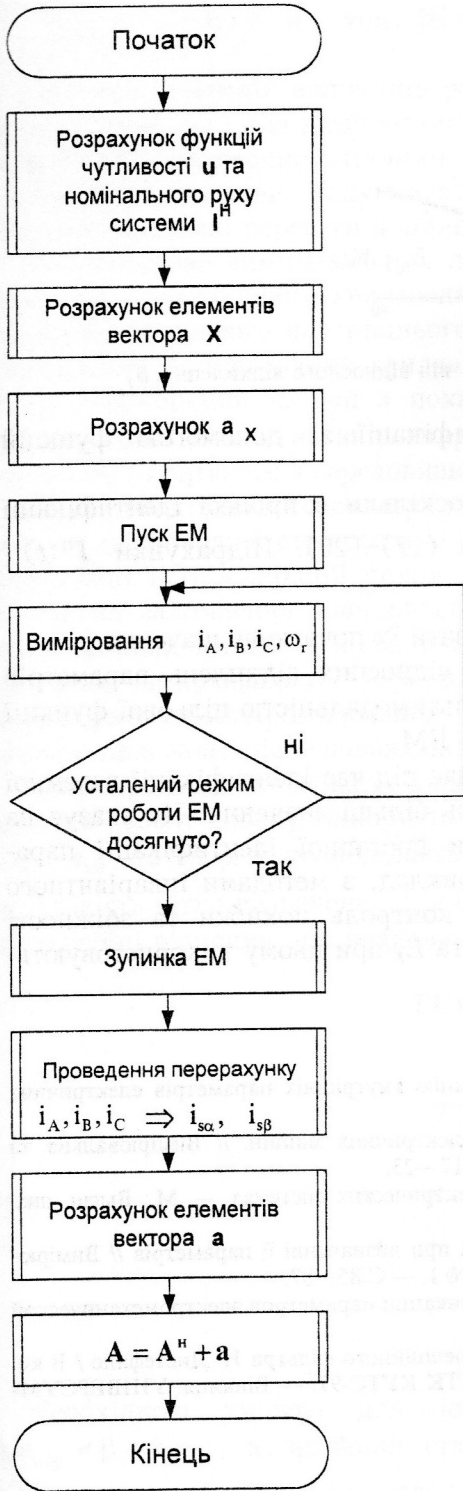 Початок
Розрахунок функцій
чутливості u та
номінального руху
системи I^Н
Розрахунок елементів
вектора X
Розрахунок a_X
Пуск ЕМ
Вимірювання i_A, i_B, i_C, ω_r
ні
Усталений режим
роботи ЕМ
досягнуто?
так
Зупинка ЕМ
Проведення перерахунку
i_A, i_B, i_C ⇒ i_sα, i_sβ
Розрахунок елементів
вектора a
A = A^н + a
Кінець